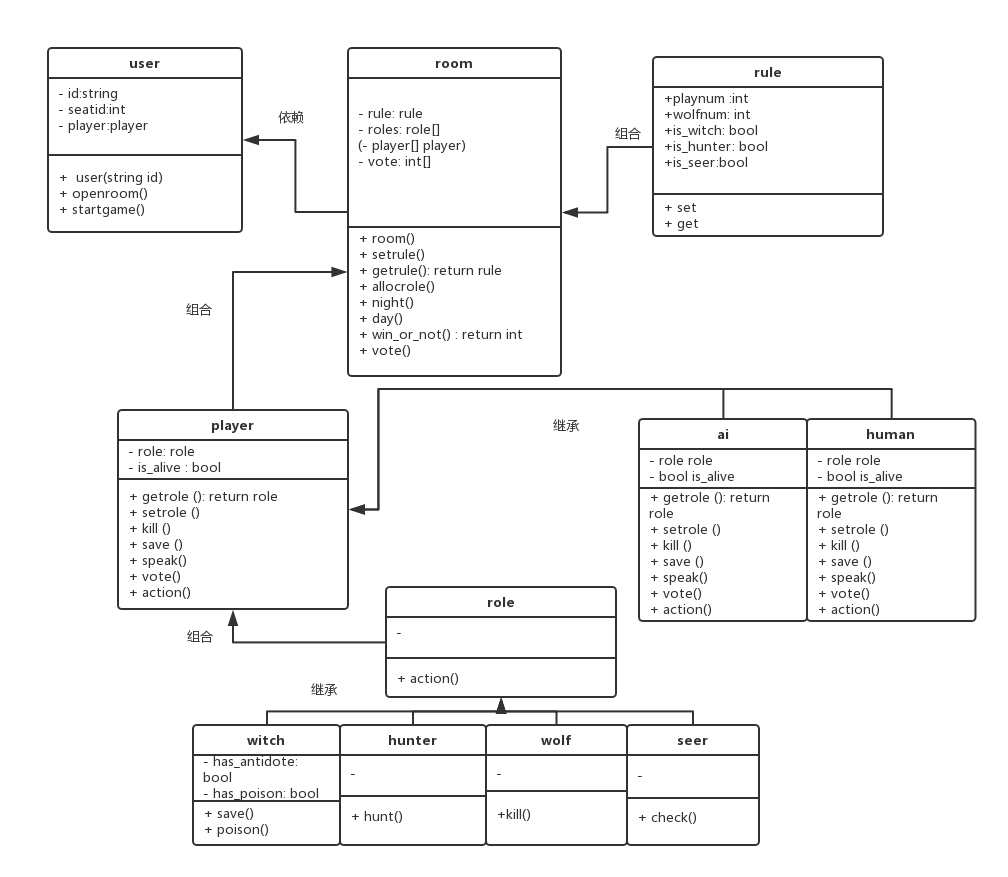 user
- id:string
- seatid:int
- player:player
+  user(string id)
+ openroom()
+ startgame()
依赖
room
- rule: rule
- roles: role[]
(- player[] player)
- vote: int[]
+ room()
+ setrule()
+ getrule(): return rule
+ allocrole()
+ night()
+ day()
+ win_or_not() : return int
+ vote()
组合
rule
+playnum :int
+wolfnum: int
+is_witch: bool
+is_hunter: bool
+is_seer:bool
+ set
+ get
组合
player
- role: role
- is_alive : bool
+ getrole (): return role
+ setrole ()
+ kill ()
+ save ()
+ speak()
+ vote()
+ action()
继承
ai
- role role
- bool is_alive
+ getrole (): return
role
+ setrole ()
+ kill ()
+ save ()
+ speak()
+ vote()
+ action()
human
- role role
- bool is_alive
+ getrole (): return
role
+ setrole ()
+ kill ()
+ save ()
+ speak()
+ vote()
+ action()
组合
role
-
+ action()
继承
witch
- has_antidote:
bool
- has_poison: bool
+ save()
+ poison()
hunter
-
+ hunt()
wolf
-
+kill()
seer
-
+ check()